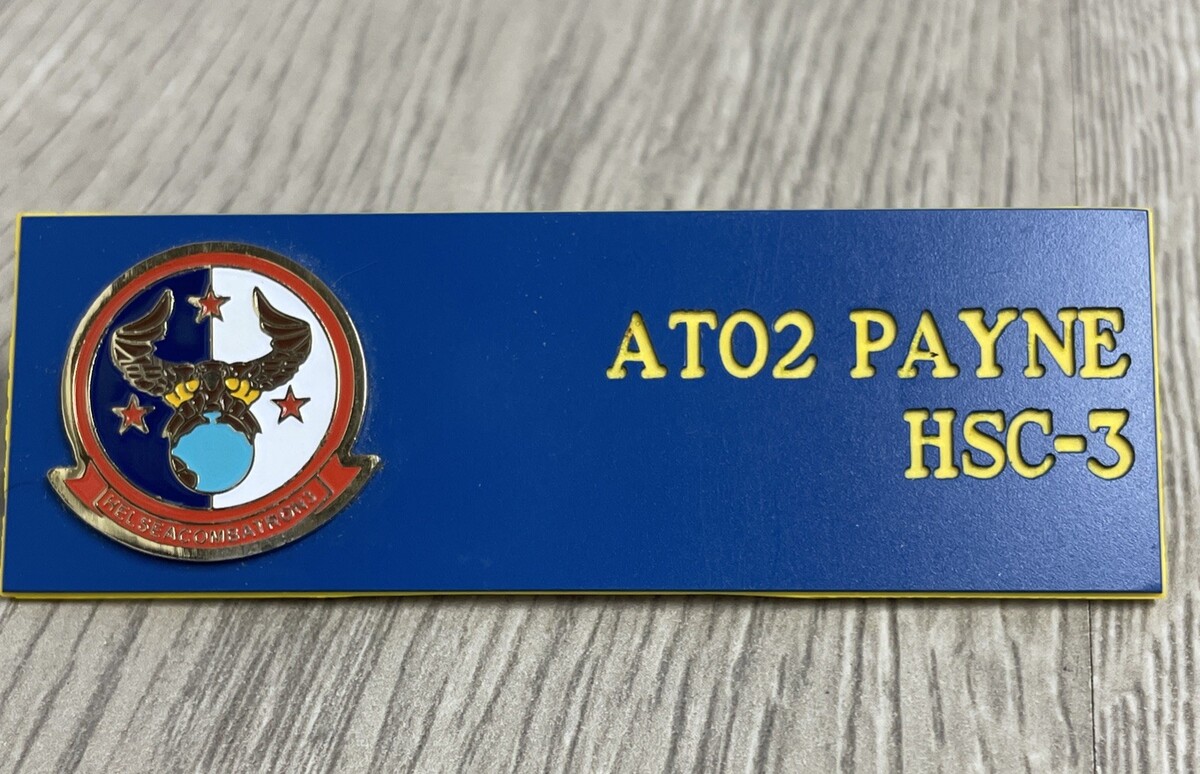 ATO2 PAYNE
HSC-3
HELSEACOMBATRON3